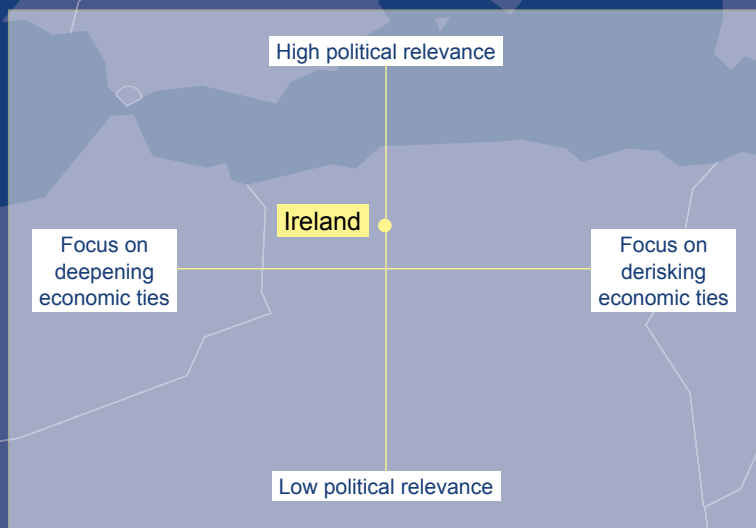 High political relevance
Ireland
Focus on
deepening
economic ties
Focus on
derisking
economic ties
Low political relevance